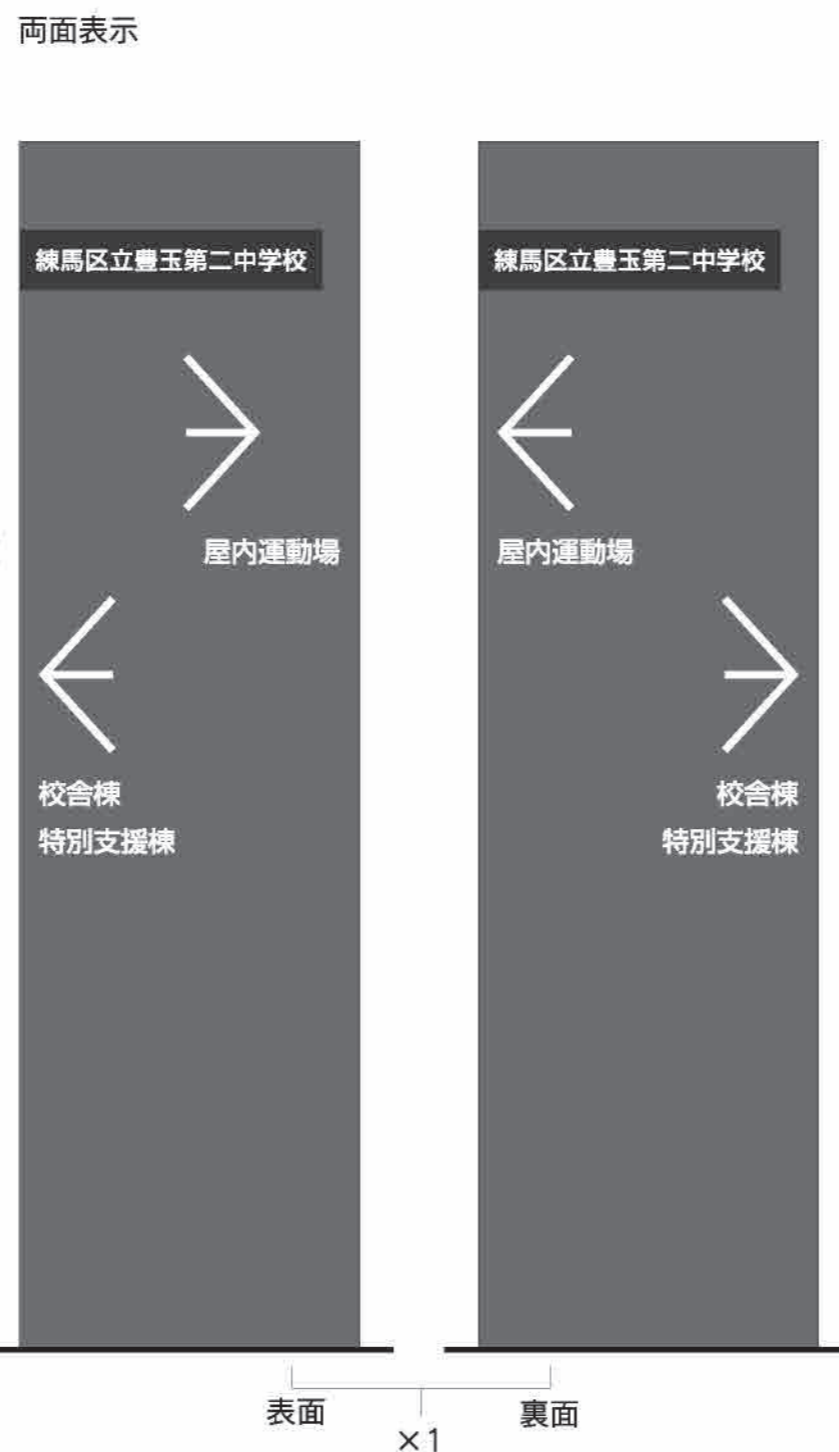 両面表示
練馬区立豊玉第二中学校
屋内運動場
校舎棟
特別支援棟
練馬区立豊玉第二中学校
屋内運動場
校舎棟
特別支援棟
表面
裏面
×1